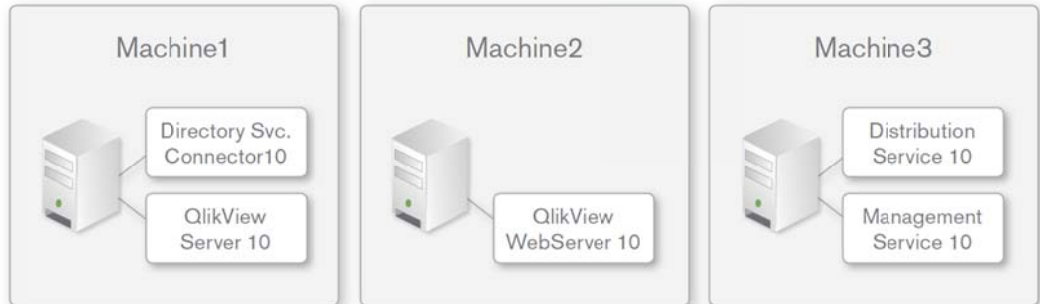 Machine1
Directory Svc.
Connector10
QlikView
Server 10
Machine2
QlikView
WebServer 10
Machine3
Distribution
Service 10
Management
Service 10